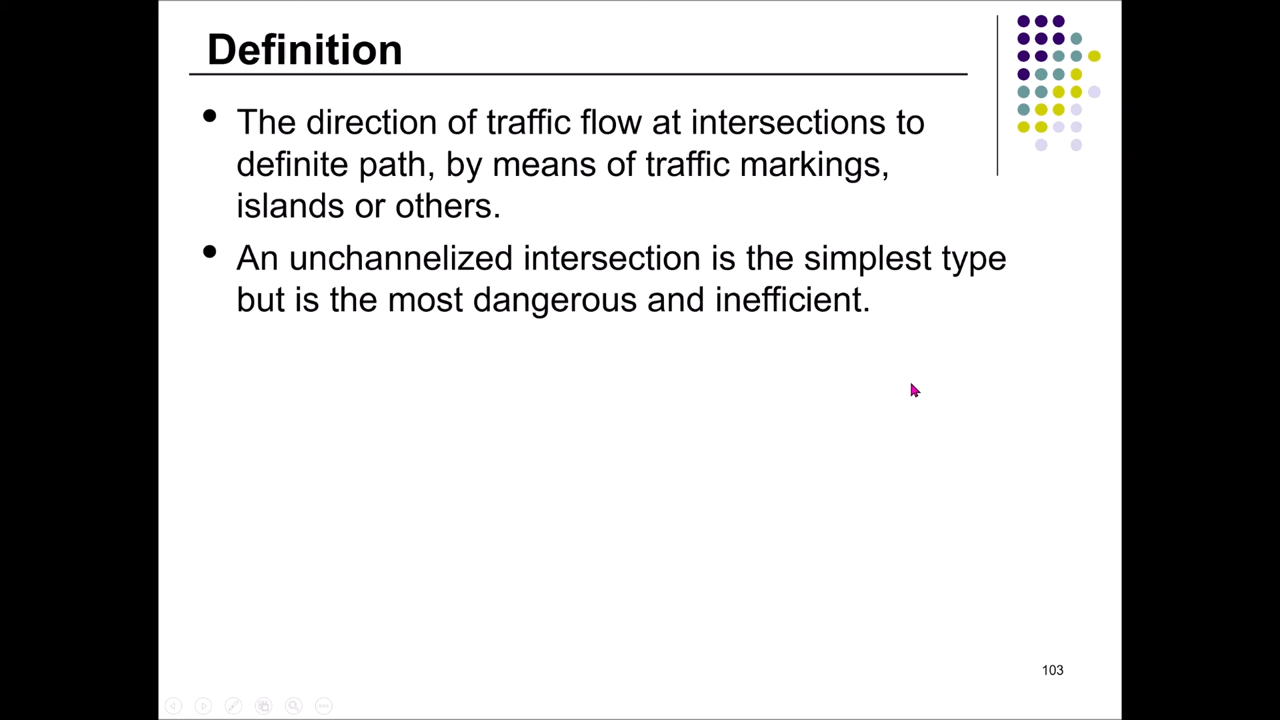 Definition
• The direction of traffic flow at intersections to
definite path, by means of traffic markings,
islands or others.
• An unchannelized intersection is the simplest type
but is the most dangerous and inefficient.
103